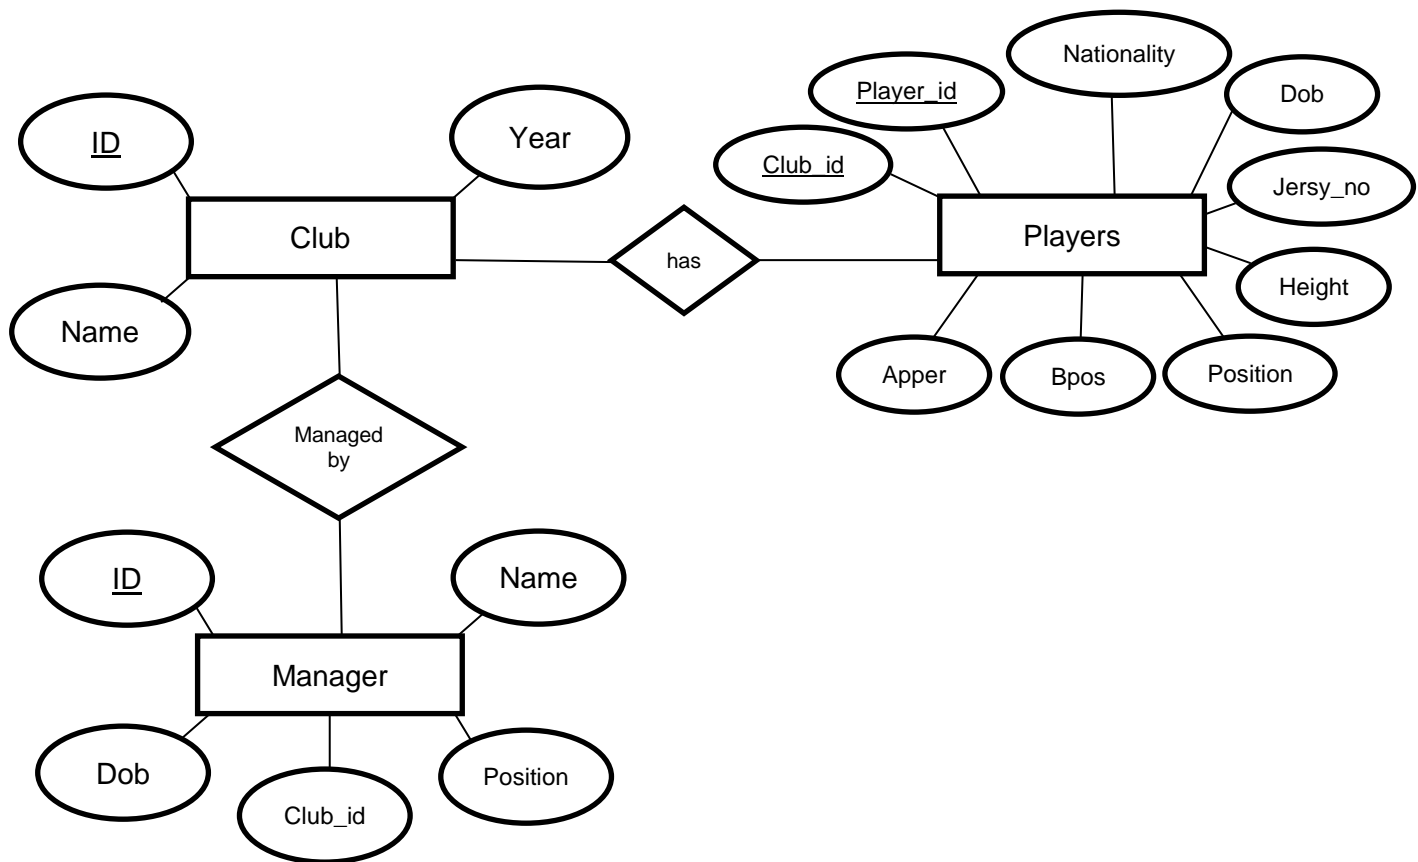 Nationality
Player_id
Dob
ID
Year
Club_id
Jersy_no
Club
Players
has
Height
Name
Apper
Bpos
Position
Managed
by
ID
Name
Manager
Dob
Position
Club_id